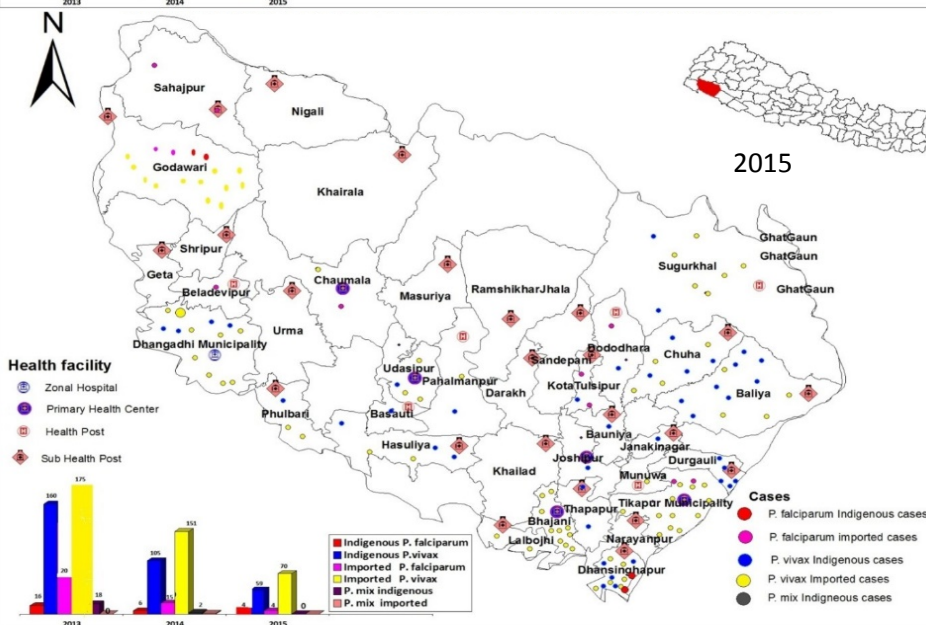 2013 2014 2015
N
Sahajpur
Nigali
2015
Godawari
Khairala
GhatGaun
Shripur
GhatGaun
Sugurkhal
Geta
Chaumala
GhatGaun
Beladevipur
Masuriya
RamshikharJhala
Urma
Dhangadhi Municipality
Bododhara
Chuha
Sandepani
Udasipur
Pahalmanpur
KotaTulsipur
Darakh
Baliya
Phulbari
Basauti
Bauniya
Hasuliya
Janakinagar
Joshipur
Durgauli
Khailad
Munuwa
Tikapur Municipality
Thapapur
Bhajani
Narayanpur
Lalbojhi
Dhansinghapur
Health facility
Zonal Hospital
Primary Health Center
Health Post
Sub Health Post
16 180 20 175 18 0
6 105 15 151 2
4 50 4 70 0
2013 2014 2015
Indigenous P. falciparum
Indigenous P.vivax
Imported P. falciparum
Imported P. vivax
P. mix indigenous
P. mix imported
Cases
P. falciparum Indigenous cases
P. falciparum imported cases
P. vivax Indigenous cases
P. vivax Imported cases
P. mix Indigneous cases